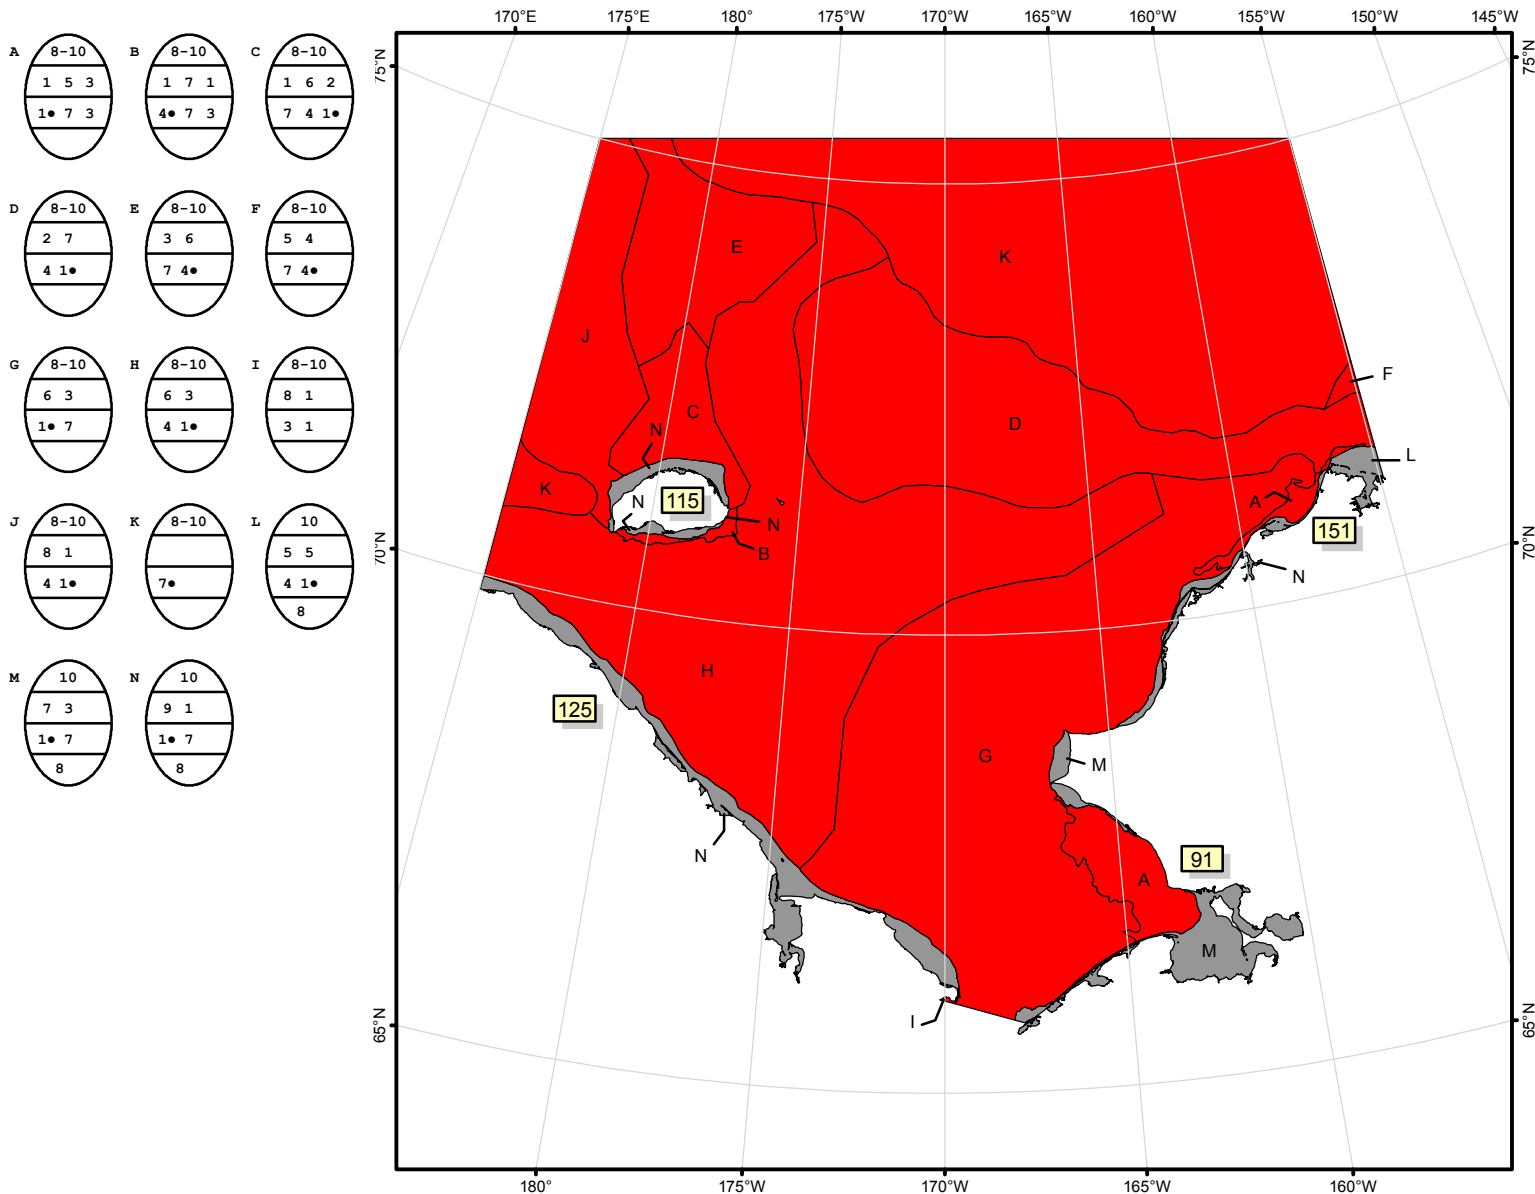 170°E 175°E 180° 175°W 170°W 165°W 160°W 155°W 150°W 145°W
A 8-10
1 5 3
1● 7 3
B 8-10
1 7 1
4● 7 3
C 8-10
1 6 2
7 4 1●
D 8-10
2 7
4 1●
E 8-10
3 6
7 4●
F 8-10
5 4
7 4●
G 8-10
6 3
1● 7
H 8-10
6 3
4 1●
I 8-10
8 1
3 1
J 8-10
8 1
4 1●
K 8-10
7●
L 10
5 5
4 1●
8
M 10
7 3
1● 7
8
N 10
9 1
1● 7
8
75°N
75°N
E
K
J
F
C
D
N
L
K
N
115
A
N
151
B
70°N
70°N
N
H
125
G
M
N
91
A
M
I
65°N
65°N
180° 175°W 170°W 165°W 160°W